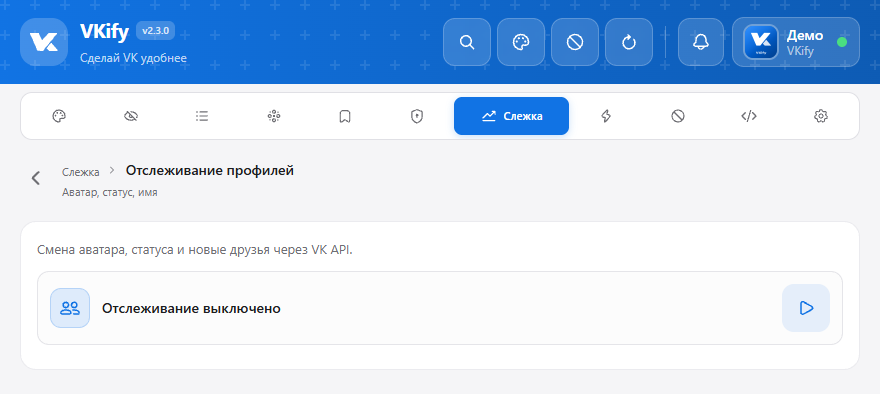 VKify v2.3.0
Сделай VK удобнее
Демо
VKify
Слежка
Слежка > Отслеживание профилей
Аватар, статус, имя
Смена аватара, статуса и новые друзья через VK API.
Отслеживание выключено